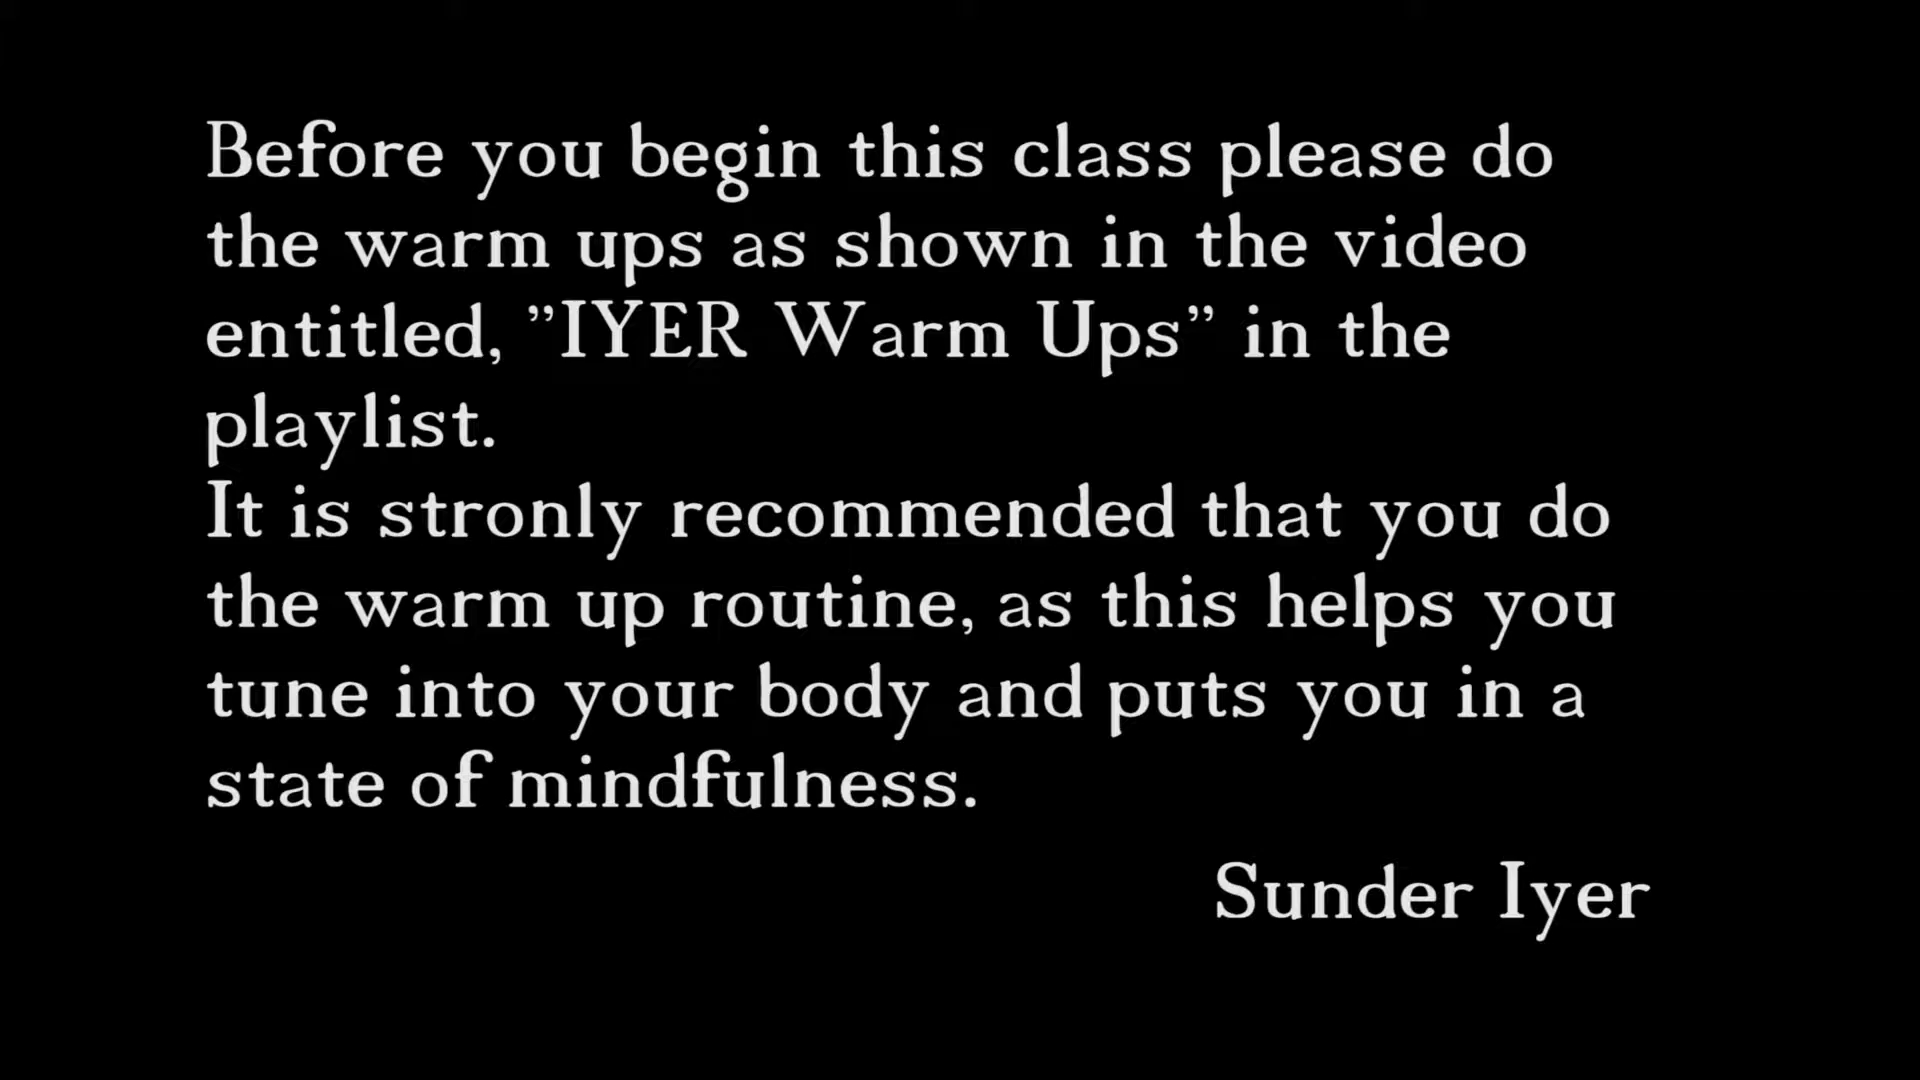 Before you begin this class please do
the warm ups as shown in the video
entitled, ”IYER Warm Ups” in the
playlist.
It is stronly recommended that you do
the warm up routine, as this helps you
tune into your body and puts you in a
state of mindfulness.
Sunder Iyer